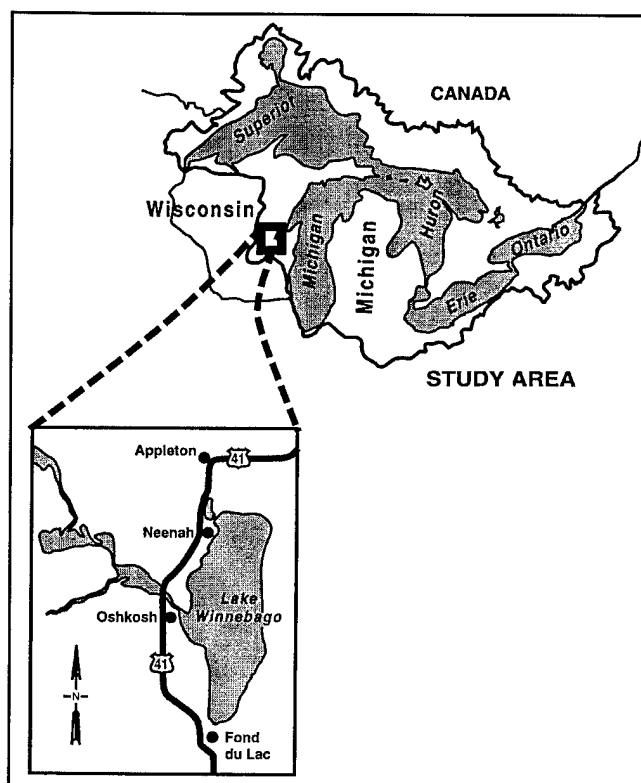 CANADA
Superior
Wisconsin
Michigan
Michigan
Huron
Ontario
Erie
STUDY AREA
Appleton
41
Neenah
Lake
Winnebago
Oshkosh
41
N
Fond
du Lac